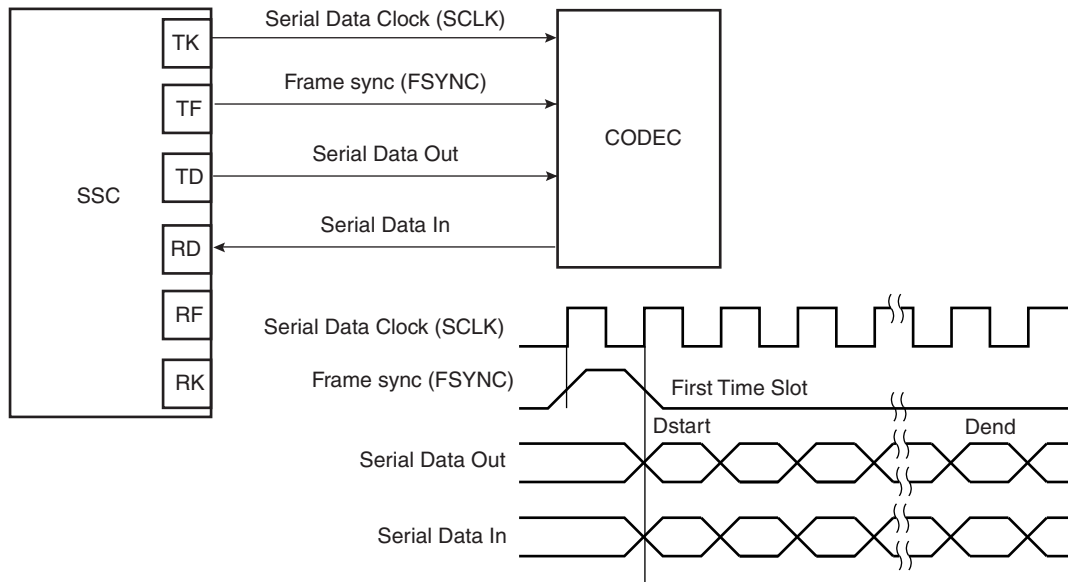 SSC
TK
TF
TD
RD
RF
RK
Serial Data Clock (SCLK)
Frame sync (FSYNC)
Serial Data Out
Serial Data In
CODEC
Serial Data Clock (SCLK)
Frame sync (FSYNC)
First Time Slot
Dstart
Dend
Serial Data Out
Serial Data In